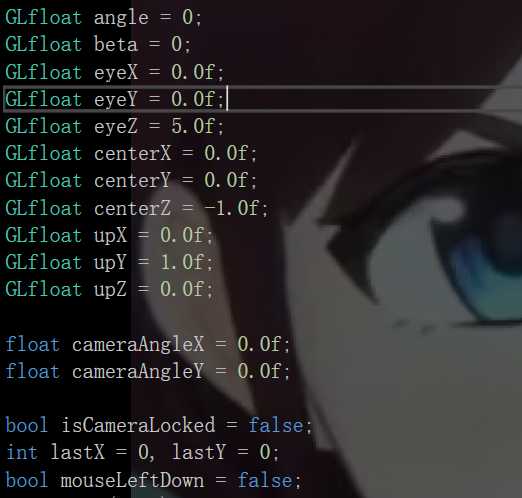 GLfloat angle = 0;
GLfloat beta = 0;
GLfloat eyeX = 0.0f;
GLfloat eyeY = 0.0f;
GLfloat eyeZ = 5.0f;
GLfloat centerX = 0.0f;
GLfloat centerY = 0.0f;
GLfloat centerZ = -1.0f;
GLfloat upX = 0.0f;
GLfloat upY = 1.0f;
GLfloat upZ = 0.0f;
float cameraAngleX = 0.0f;
float cameraAngleY = 0.0f;
bool isCameraLocked = false;
int lastX = 0, lastY = 0;
bool mouseLeftDown = false;